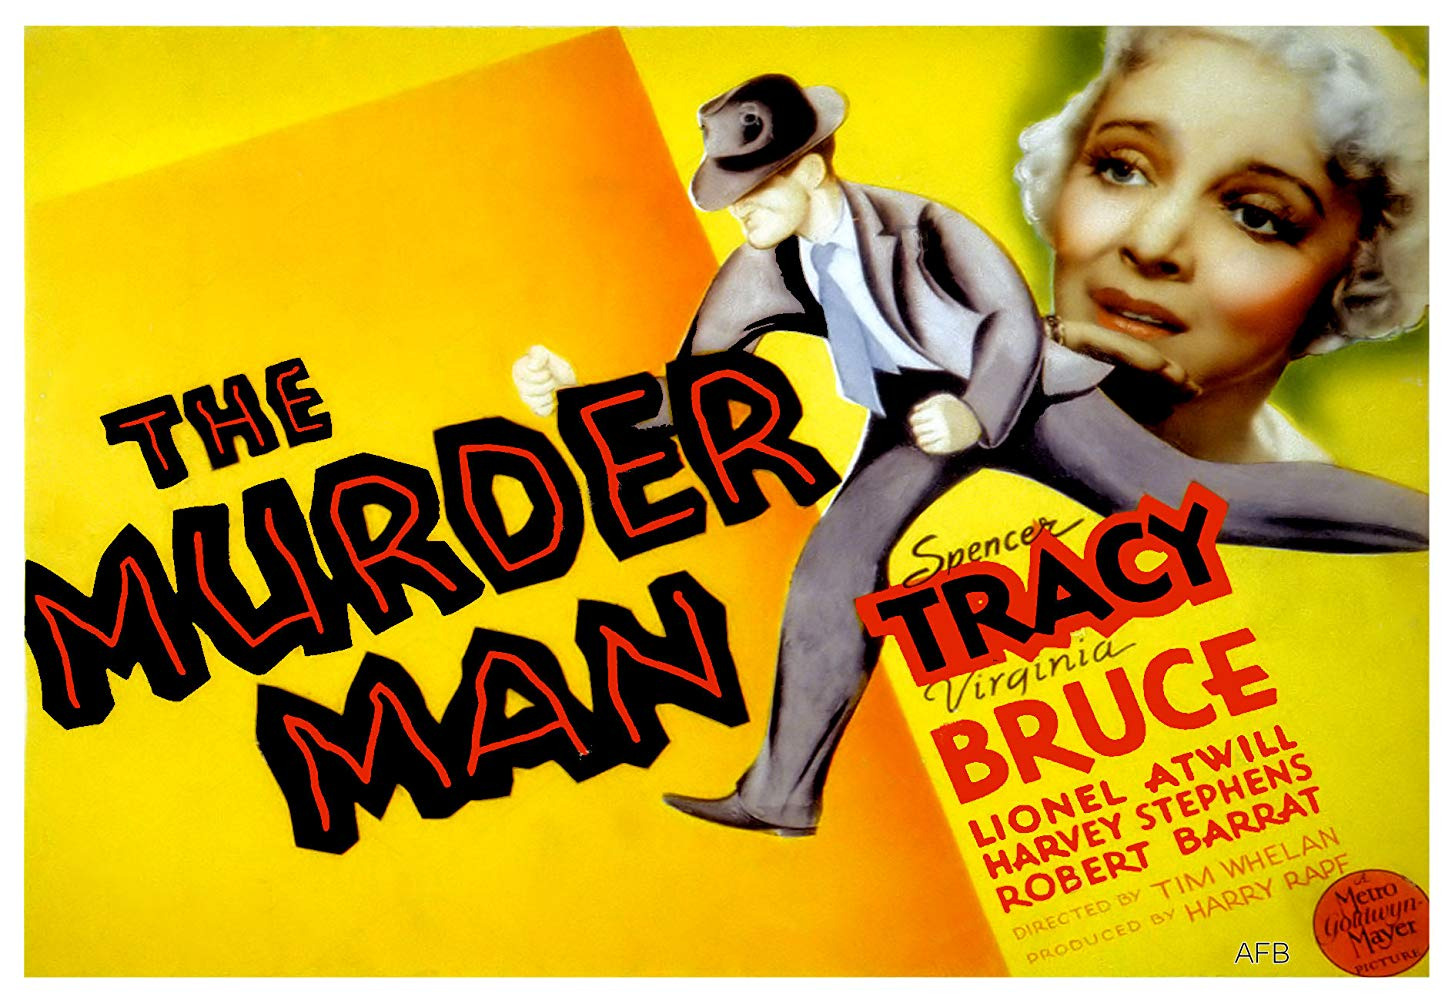 THE
MURDER
MAN
Spencer
TRACY
Virginia
BRUCE
LIONEL ATWILL
HARVEY STEPHENS
ROBERT BARRAT
DIRECTED BY TIM WHELAN
PRODUCED BY HARRY RAPF
A
Metro
Goldwyn-
Mayer
PICTURE
AFB